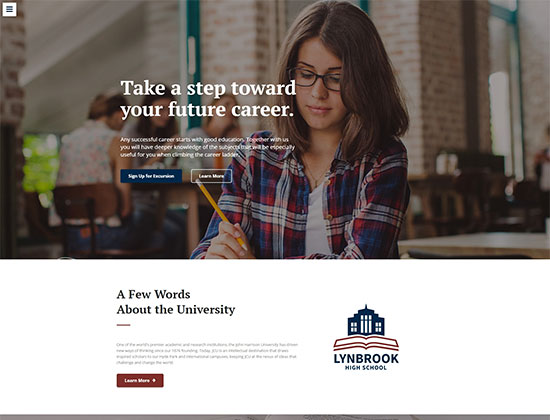 Take a step toward
your future career.
Any successful career starts with good education. Together with us
you will have deeper knowledge of the subjects that will be especially
useful for you when climbing the career ladder.
Sign Up for Excursion
Learn More
A Few Words
About the University
One of the world's premier academic and research institutions, the John Harrison University has driven
new ways of thinking since our 1876 founding. Today, JHU is an intellectual destination that draws
inspired scholars to our Hyde Park and international campuses, keeping JHU at the nexus of ideas that
challenge and change the world.
Learn More
LYNBROOK
HIGH SCHOOL